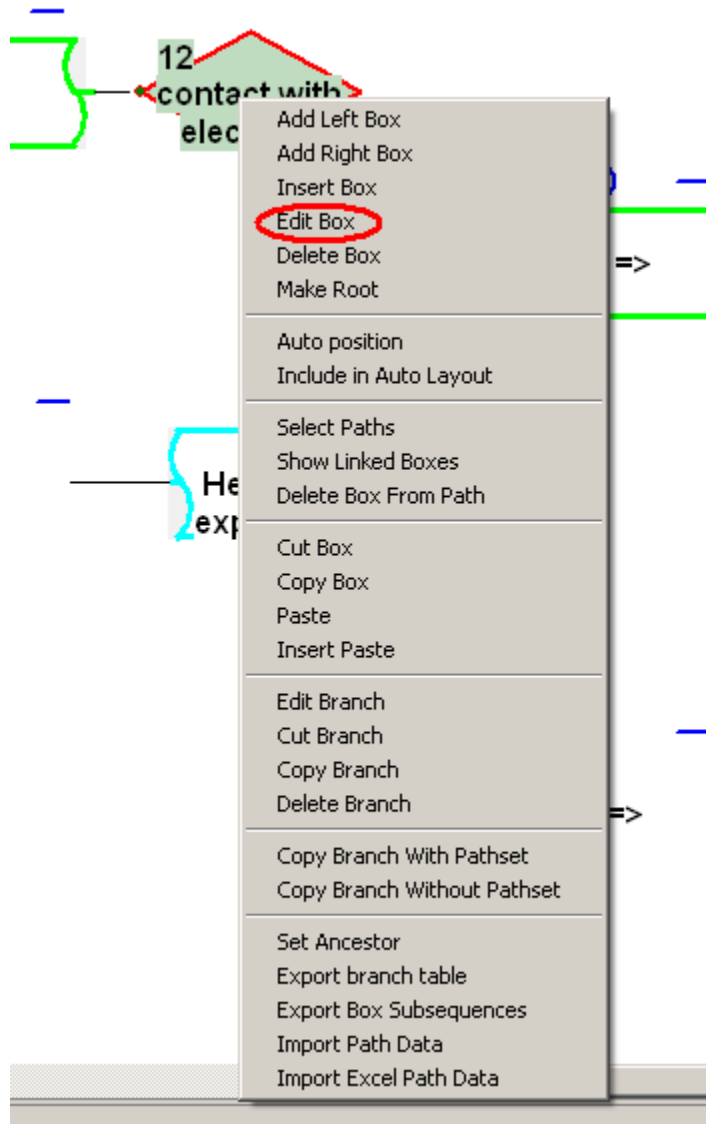 12
contact with
elec
Add Left Box
Add Right Box
Insert Box
Edit Box
Delete Box
Make Root
=>
Auto position
Include in Auto Layout
Select Paths
Show Linked Boxes
Delete Box From Path
He
exp
Cut Box
Copy Box
Paste
Insert Paste
Edit Branch
Cut Branch
Copy Branch
Delete Branch
=>
Copy Branch With Pathset
Copy Branch Without Pathset
Set Ancestor
Export branch table
Export Box Subsequences
Import Path Data
Import Excel Path Data